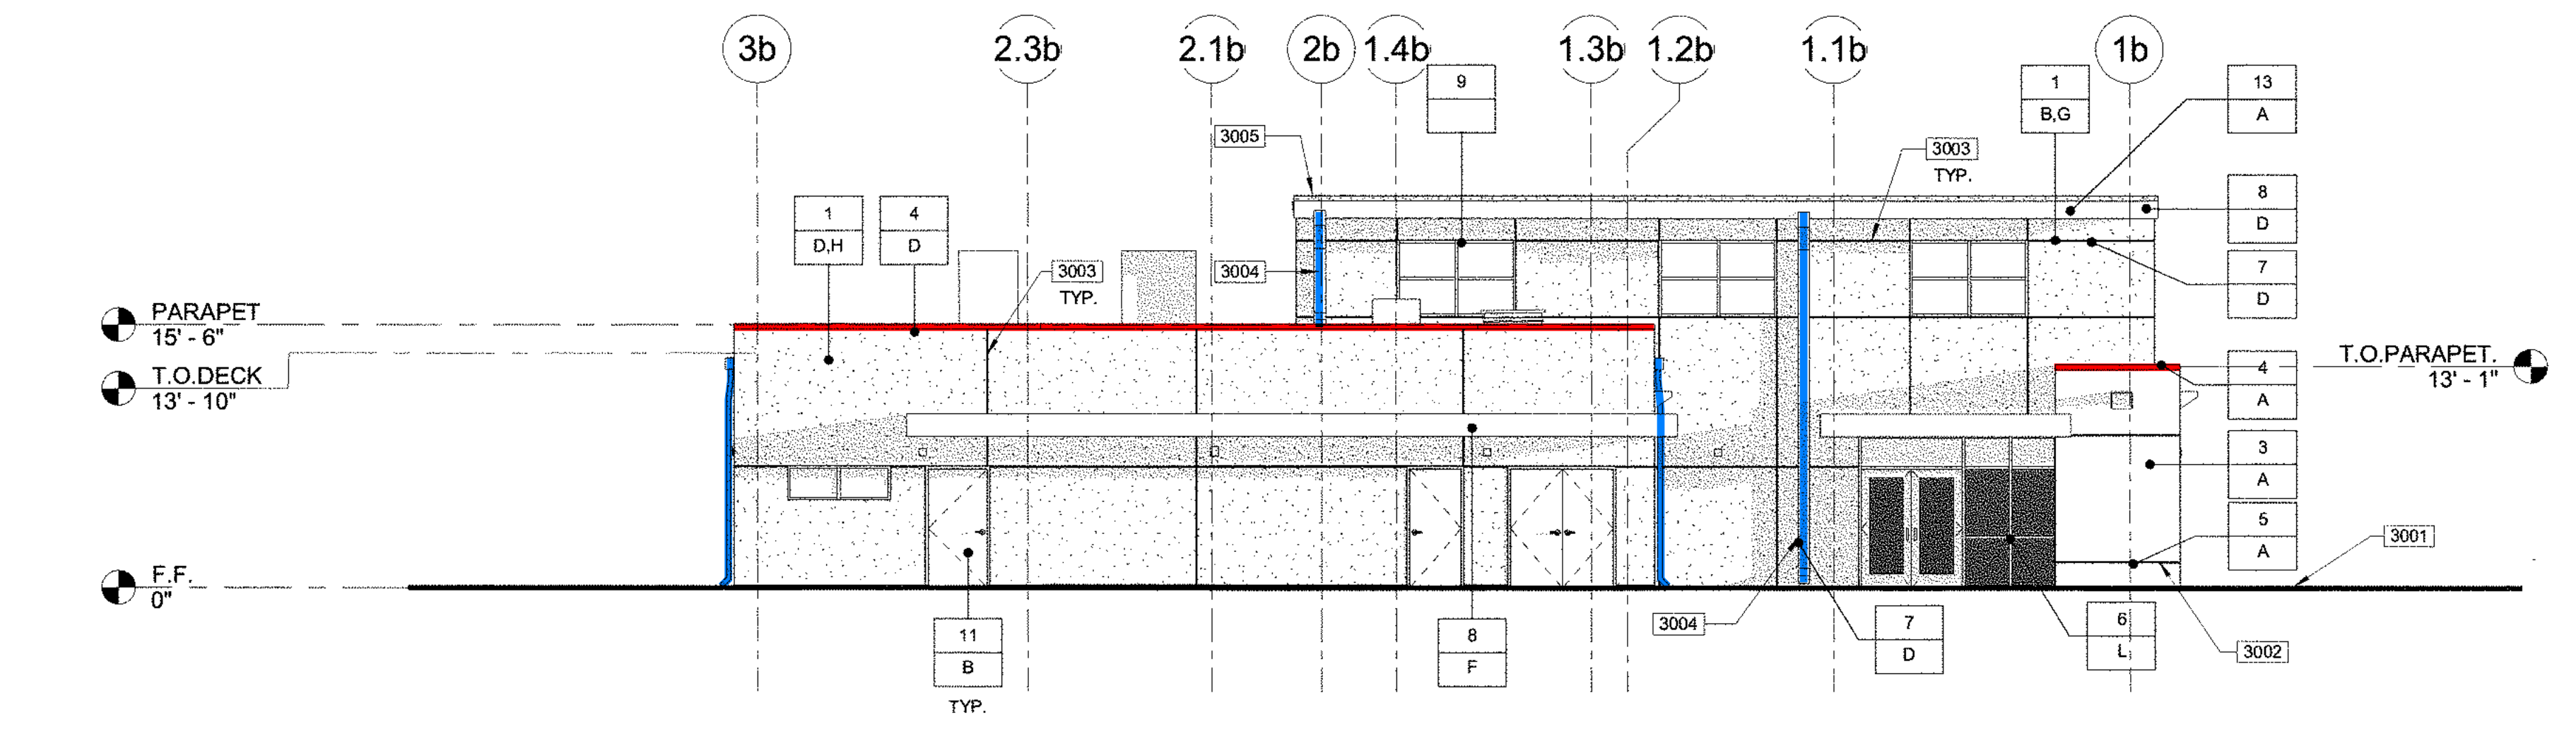 3b
2.3b
2.1b
2b
1.4b
1.3b
1.2b
1.1b
1b
9
1
B,G
13
A
3005
3003
TYP.
8
D
1
D,H
4
D
3003
TYP.
3004
7
D
PARAPET
15' - 6"
T.O.DECK
13' - 10"
T.O.PARAPET.
13' - 1"
4
A
3
A
5
A
3001
F.F.
0"
11
B
TYP.
8
F
3004
7
D
6
L
3002